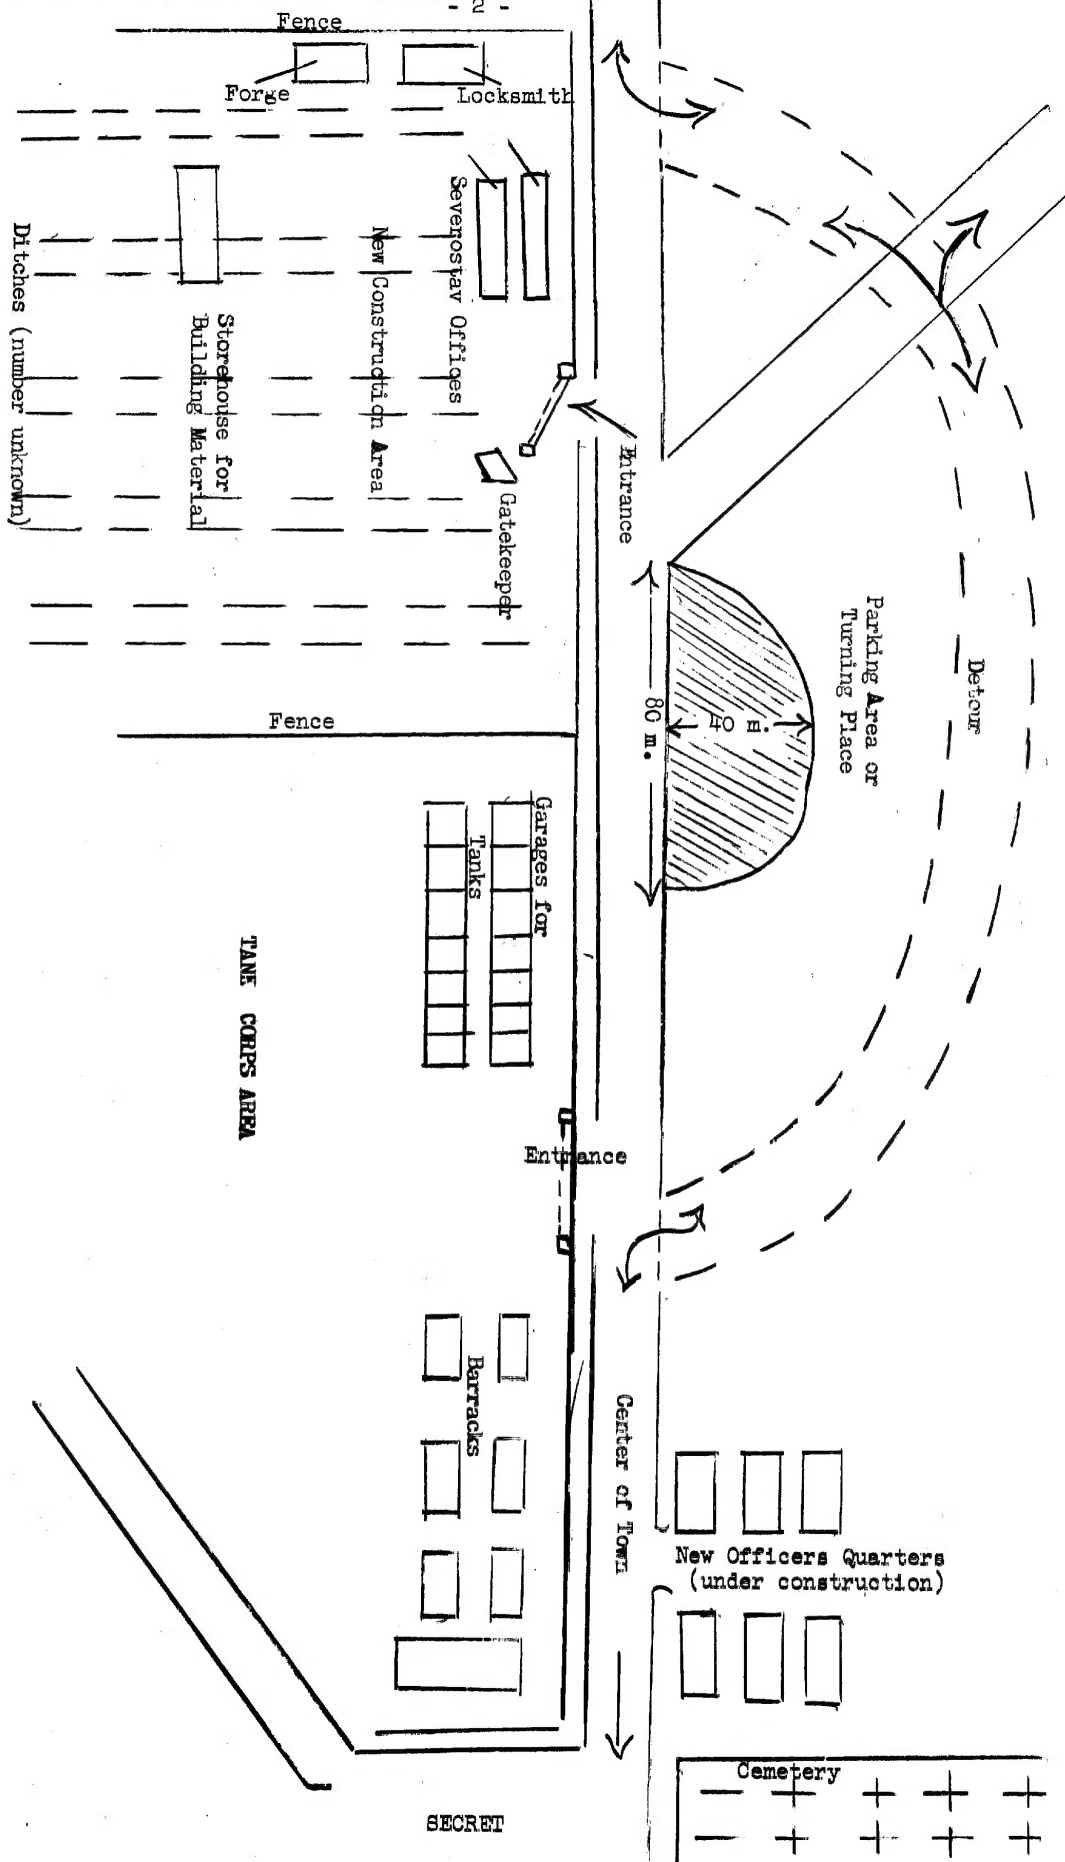 - 2 -
Fence
Forge
Locksmith
Severostav Offices
New Construction Area
Storehouse for
Building Material
Ditches (number unknown)
Entrance
Gatekeeper
Parking Area or
Turning Place
Detour
40 m.
80 m.
Fence
Garages for
Tanks
TANK CORPS AREA
Entrance
Barracks
Center of Town
New Officers Quarters
(under construction)
Cemetery
SECRET